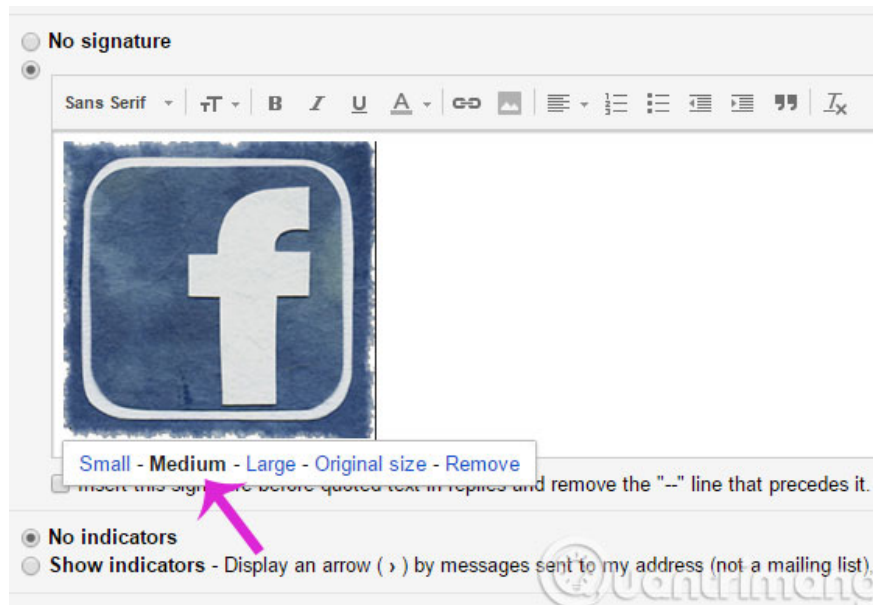 No signature
Sans Serif
B I U A
f
Small - Medium - Large - Original size - Remove
Insert this signature before quoted text in replies and remove the "--" line that precedes it.
No indicators
Show indicators - Display an arrow ( › ) by messages sent to my address (not a mailing list),
Quantrimang